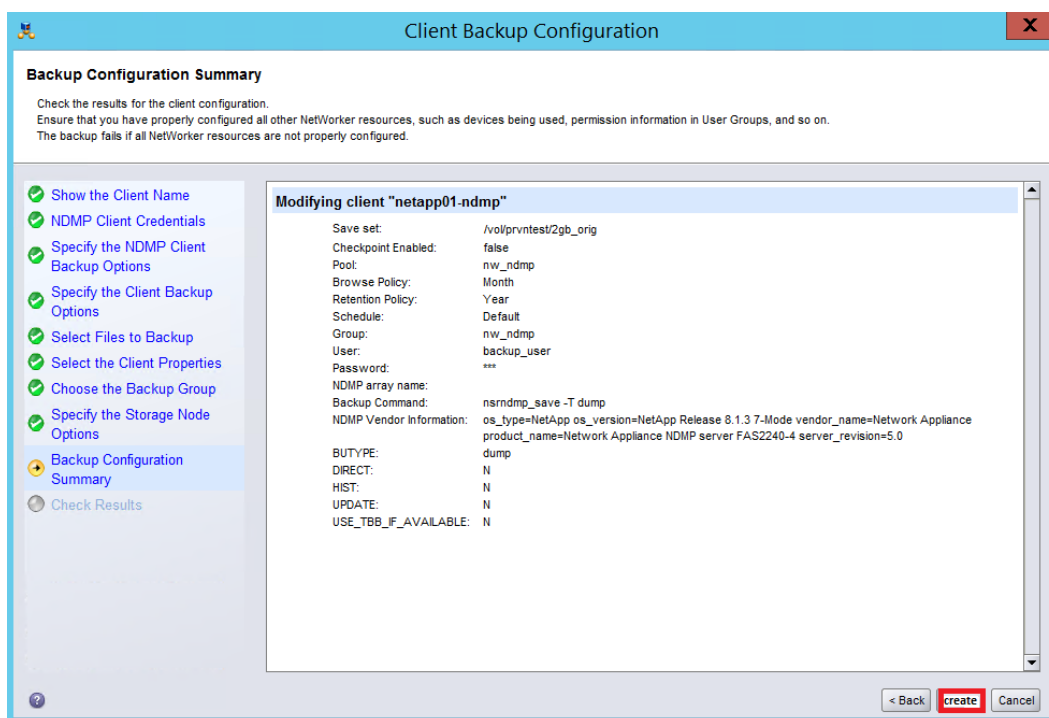 Client Backup Configuration
X
Backup Configuration Summary
Check the results for the client configuration.
Ensure that you have properly configured all other NetWorker resources, such as devices being used, permission information in User Groups, and so on.
The backup fails if all NetWorker resources are not properly configured.
Show the Client Name
NDMP Client Credentials
Specify the NDMP Client
Backup Options
Specify the Client Backup
Options
Select Files to Backup
Select the Client Properties
Choose the Backup Group
Specify the Storage Node
Options
Backup Configuration
Summary
Check Results
Modifying client "netapp01-ndmp"
Save set: /vol/prvntest/2gb_orig
Checkpoint Enabled: false
Pool: nw_ndmp
Browse Policy: Month
Retention Policy: Year
Schedule: Default
Group: nw_ndmp
User: backup_user
Password: ***
NDMP array name:
Backup Command: nsrndmp_save -T dump
NDMP Vendor Information: os_type=NetApp os_version=NetApp Release 8.1.3 7-Mode vendor_name=Network Appliance
product_name=Network Appliance NDMP server FAS2240-4 server_revision=5.0
BUTYPE: dump
DIRECT: N
HIST: N
UPDATE: N
USE_TBB_IF_AVAILABLE: N
?
< Back create Cancel